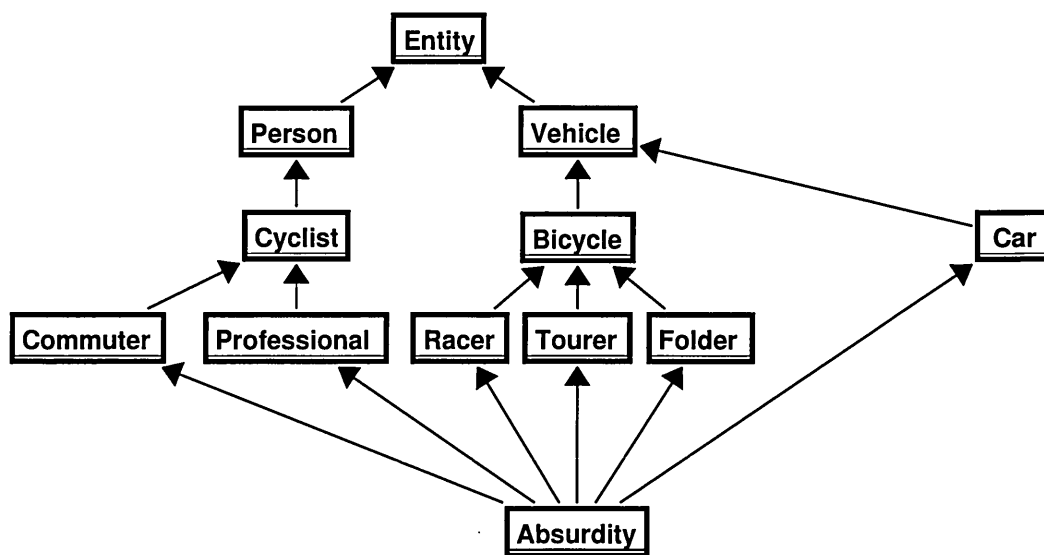 Entity
Person
Vehicle
Cyclist
Bicycle
Car
Commuter
Professional
Racer
Tourer
Folder
Absurdity